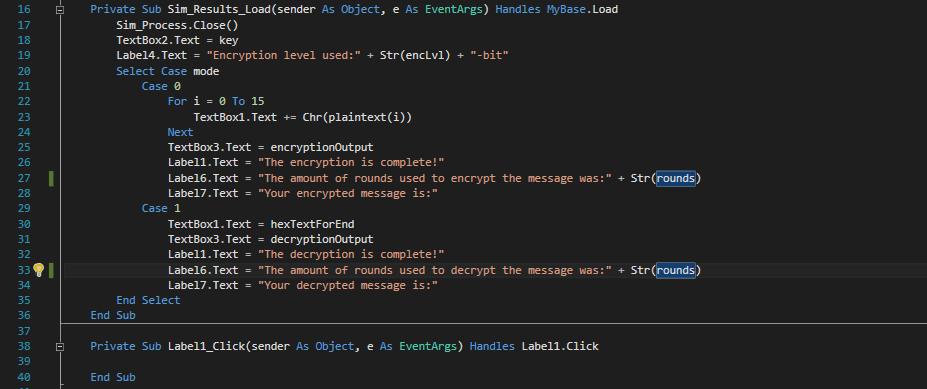 16 Private Sub Sim_Results_Load(sender As Object, e As EventArgs) Handles MyBase.Load
17 Sim_Process.Close()
18 TextBox2.Text = key
19 Label4.Text = "Encryption level used:" + Str(encLvl) + "-bit"
20 Select Case mode
21 Case 0
22 For i = 0 To 15
23 TextBox1.Text += Chr(plaintext(i))
24 Next
25 TextBox3.Text = encryptionOutput
26 Label1.Text = "The encryption is complete!"
27 Label6.Text = "The amount of rounds used to encrypt the message was:" + Str(rounds)
28 Label7.Text = "Your encrypted message is:"
29 Case 1
30 TextBox1.Text = hexTextForEnd
31 TextBox3.Text = decryptionOutput
32 Label1.Text = "The decryption is complete!"
33 Label6.Text = "The amount of rounds used to decrypt the message was:" + Str(rounds)
34 Label7.Text = "Your decrypted message is:"
35 End Select
36 End Sub
37
38 Private Sub Label1_Click(sender As Object, e As EventArgs) Handles Label1.Click
39
40 End Sub